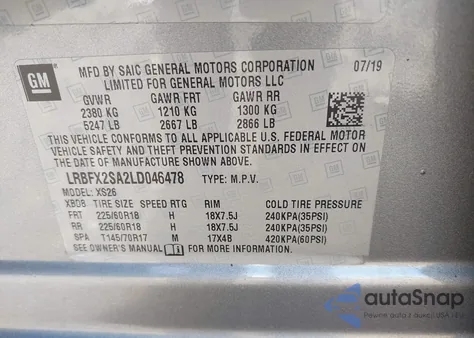 GM
MFD BY SAIC GENERAL MOTORS CORPORATION 07/19
LIMITED FOR GENERAL MOTORS LLC
GVWR GAWR FRT GAWR RR
2380 KG 1210 KG 1300 KG
5247 LB 2667 LB 2866 LB
THIS VEHICLE CONFORMS TO ALL APPLICABLE U.S. FEDERAL MOTOR
VEHICLE SAFETY AND THEFT PREVENTION STANDARDS IN EFFECT ON
THE DATE OF MANUFACTURE SHOWN ABOVE.
LRBFX2SA2LD046478 TYPE: M.P.V.
MODEL: XS26
XBDB TIRE SIZE SPEED RTG RIM COLD TIRE PRESSURE
FRT 225/60R18 H 18X7.5J 240KPA(35PSI)
RR 225/60R18 H 18X7.5J 240KPA(35PSI)
SPA T145/70R17 M 17X4B 420KPA(60PSI)
SEE OWNER'S MANUAL FOR ADDITIONAL INFORMATION.
autoSnap